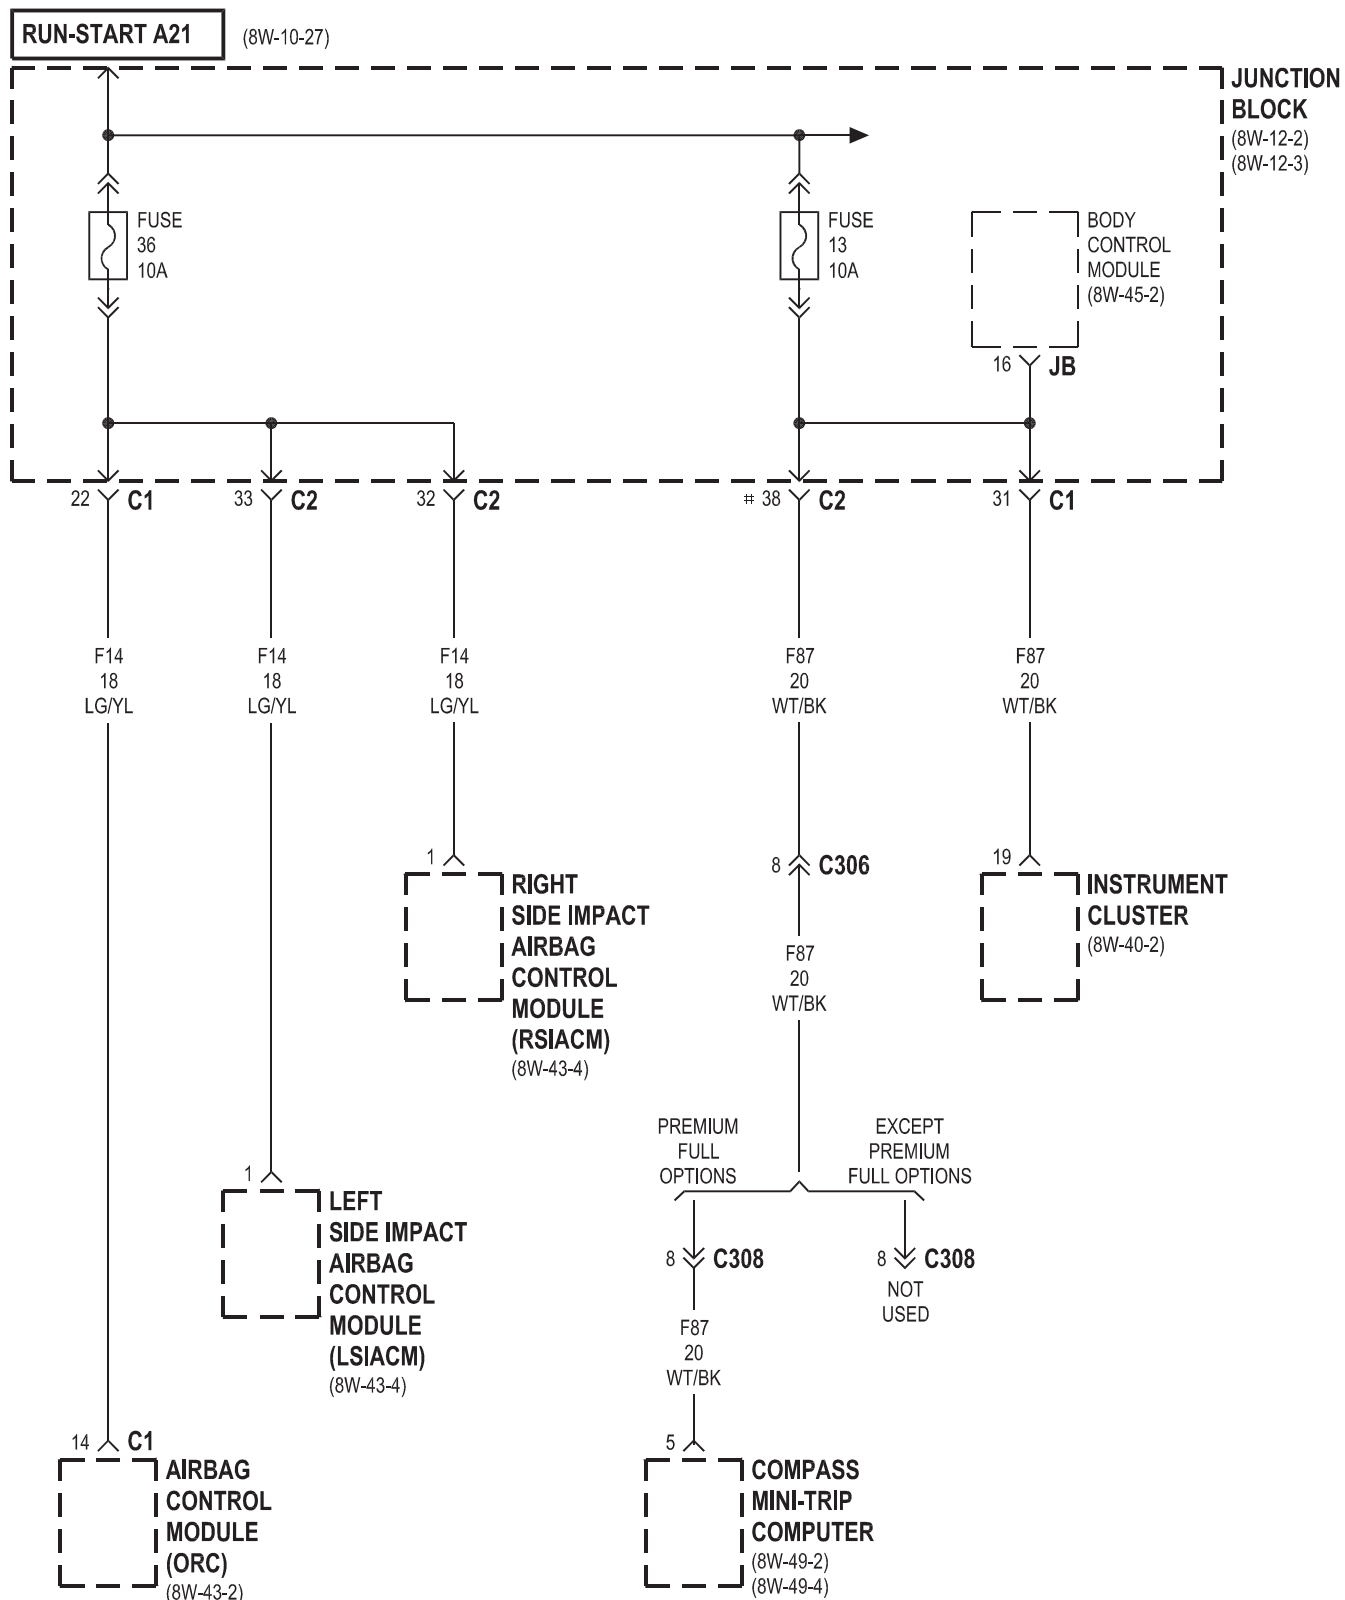 RUN-START A21
(8W-10-27)
JUNCTION
BLOCK
(8W-12-2)
(8W-12-3)
FUSE
36
10A
FUSE
13
10A
BODY
CONTROL
MODULE
(8W-45-2)
16
JB
22
C1
33
C2
32
C2
# 38
C2
31
C1
F14
18
LG/YL
F14
18
LG/YL
F14
18
LG/YL
F87
20
WT/BK
F87
20
WT/BK
1
RIGHT
SIDE IMPACT
AIRBAG
CONTROL
MODULE
(RSIACM)
(8W-43-4)
8
C306
F87
20
WT/BK
19
INSTRUMENT
CLUSTER
(8W-40-2)
PREMIUM
FULL
OPTIONS
EXCEPT
PREMIUM
FULL OPTIONS
1
LEFT
SIDE IMPACT
AIRBAG
CONTROL
MODULE
(LSIACM)
(8W-43-4)
8
C308
8
C308
NOT
USED
F87
20
WT/BK
14
C1
AIRBAG
CONTROL
MODULE
(ORC)
(8W-43-2)
5
COMPASS
MINI-TRIP
COMPUTER
(8W-49-2)
(8W-49-4)